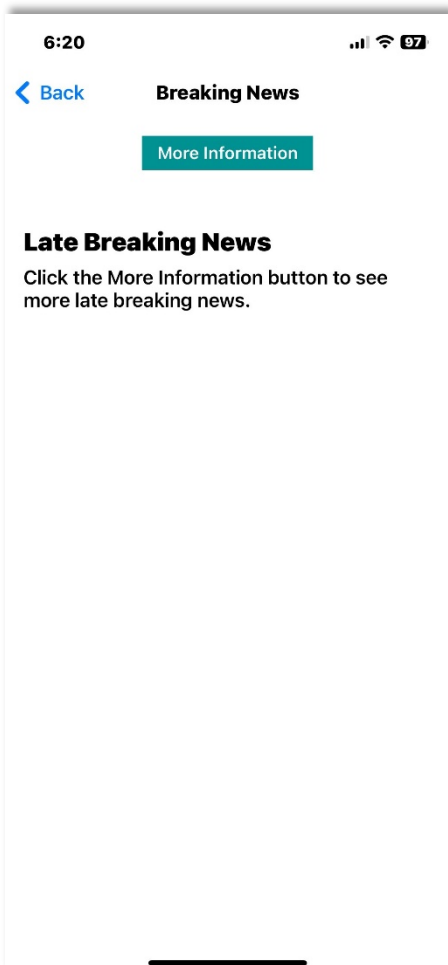 6:20
97
Back
Breaking News
More Information
Late Breaking News
Click the More Information button to see
more late breaking news.